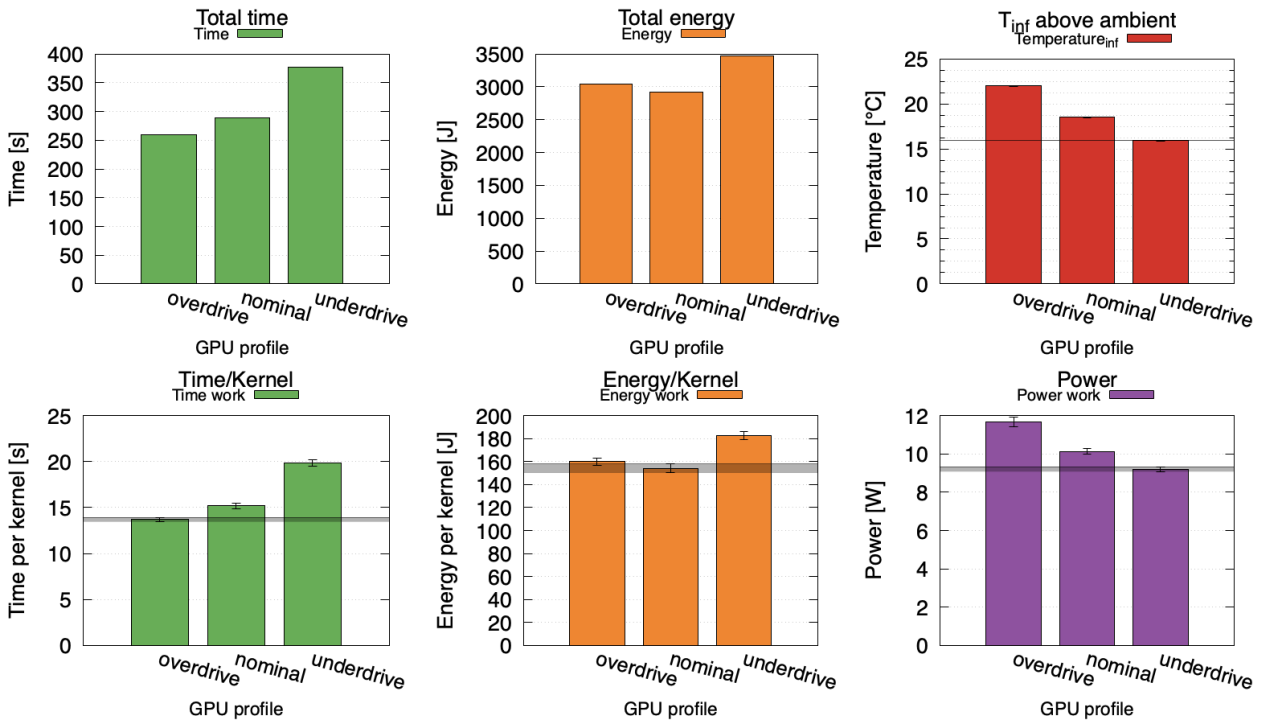 Total time
Time
400
350
300
250
200
150
100
50
0
Time [s]
overdrive
nominal
underdrive
GPU profile
Total energy
Energy
3500
3000
2500
2000
1500
1000
500
0
Energy [J]
overdrive
nominal
underdrive
GPU profile
Tinf above ambient
Temperatureinf
25
20
15
10
5
0
Temperature [°C]
overdrive
nominal
underdrive
GPU profile
Time/Kernel
Time work
25
20
15
10
5
0
Time per kernel [s]
overdrive
nominal
underdrive
GPU profile
Energy/Kernel
Energy work
200
180
160
140
120
100
80
60
40
20
0
Energy per kernel [J]
overdrive
nominal
underdrive
GPU profile
Power
Power work
12
10
8
6
4
2
0
Power [W]
overdrive
nominal
underdrive
GPU profile